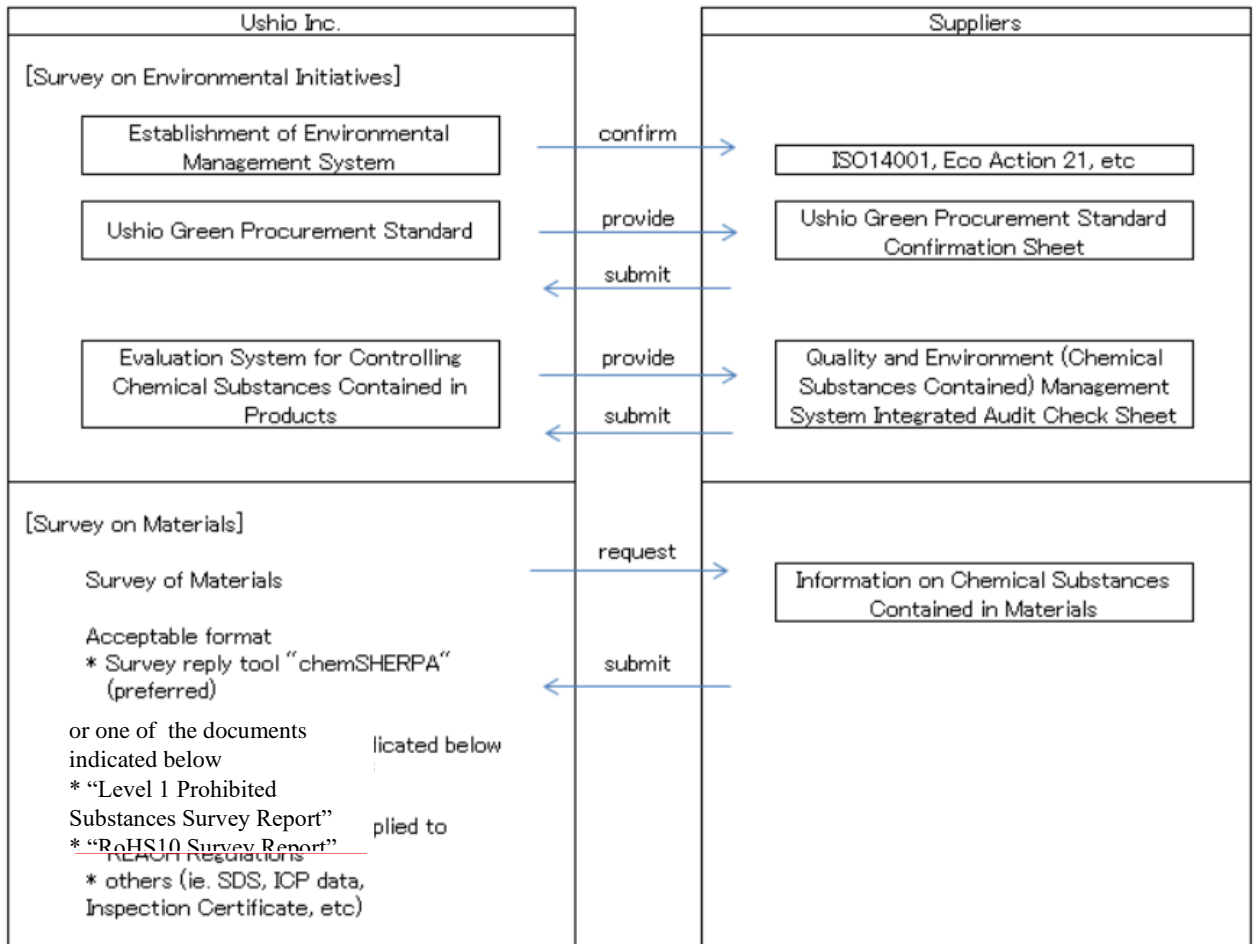 Ushio Inc.
Suppliers
[Survey on Environmental Initiatives]
Establishment of Environmental
Management System
confirm
ISO14001, Eco Action 21, etc
Ushio Green Procurement Standard
provide
Ushio Green Procurement Standard
Confirmation Sheet
submit
Evaluation System for Controlling
Chemical Substances Contained in
Products
provide
submit
Quality and Environment (Chemical
Substances Contained) Management
System Integrated Audit Check Sheet
[Survey on Materials]
Survey of Materials
request
Information on Chemical Substances
Contained in Materials
Acceptable format
* Survey reply tool "chemSHERPA"
(preferred)
submit
or one of the documents
indicated below
licated below
* “Level 1 Prohibited
Substances Survey Report”
plied to
* “RoHS10 Survey Report”
REACH Regulations
* others (ie. SDS, ICP data,
Inspection Certificate, etc)